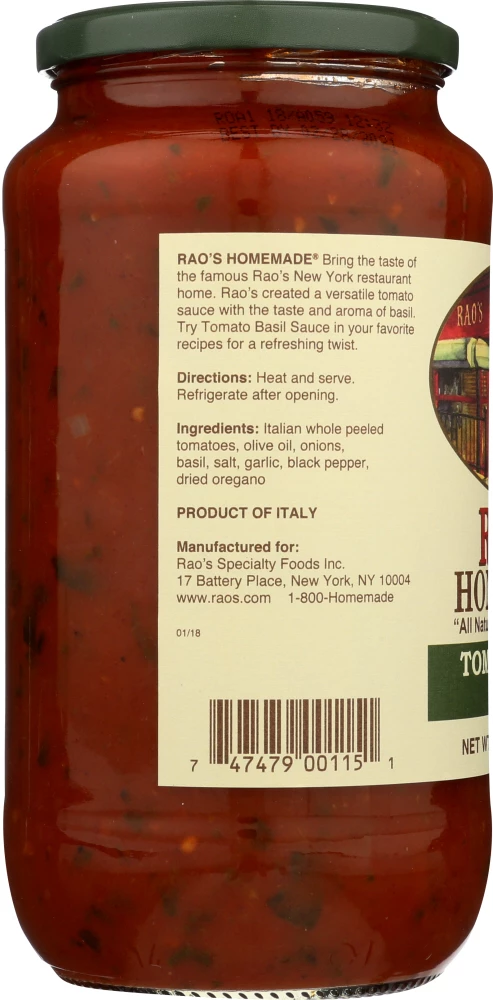 RAO'S HOMEMADE® Bring the taste of
the famous Rao's New York restaurant
home. Rao's created a versatile tomato
sauce with the taste and aroma of basil.
Try Tomato Basil Sauce in your favorite
recipes for a refreshing twist.
Directions: Heat and serve.
Refrigerate after opening.
Ingredients: Italian whole peeled
tomatoes, olive oil, onions,
basil, salt, garlic, black pepper,
dried oregano
PRODUCT OF ITALY
Manufactured for:
Rao's Specialty Foods Inc.
17 Battery Place, New York, NY 10004
www.raos.com 1-800-Homemade
01/18
7 47479 00115 1
RAO'S
R
HO
"All Natu
TOM
NET W